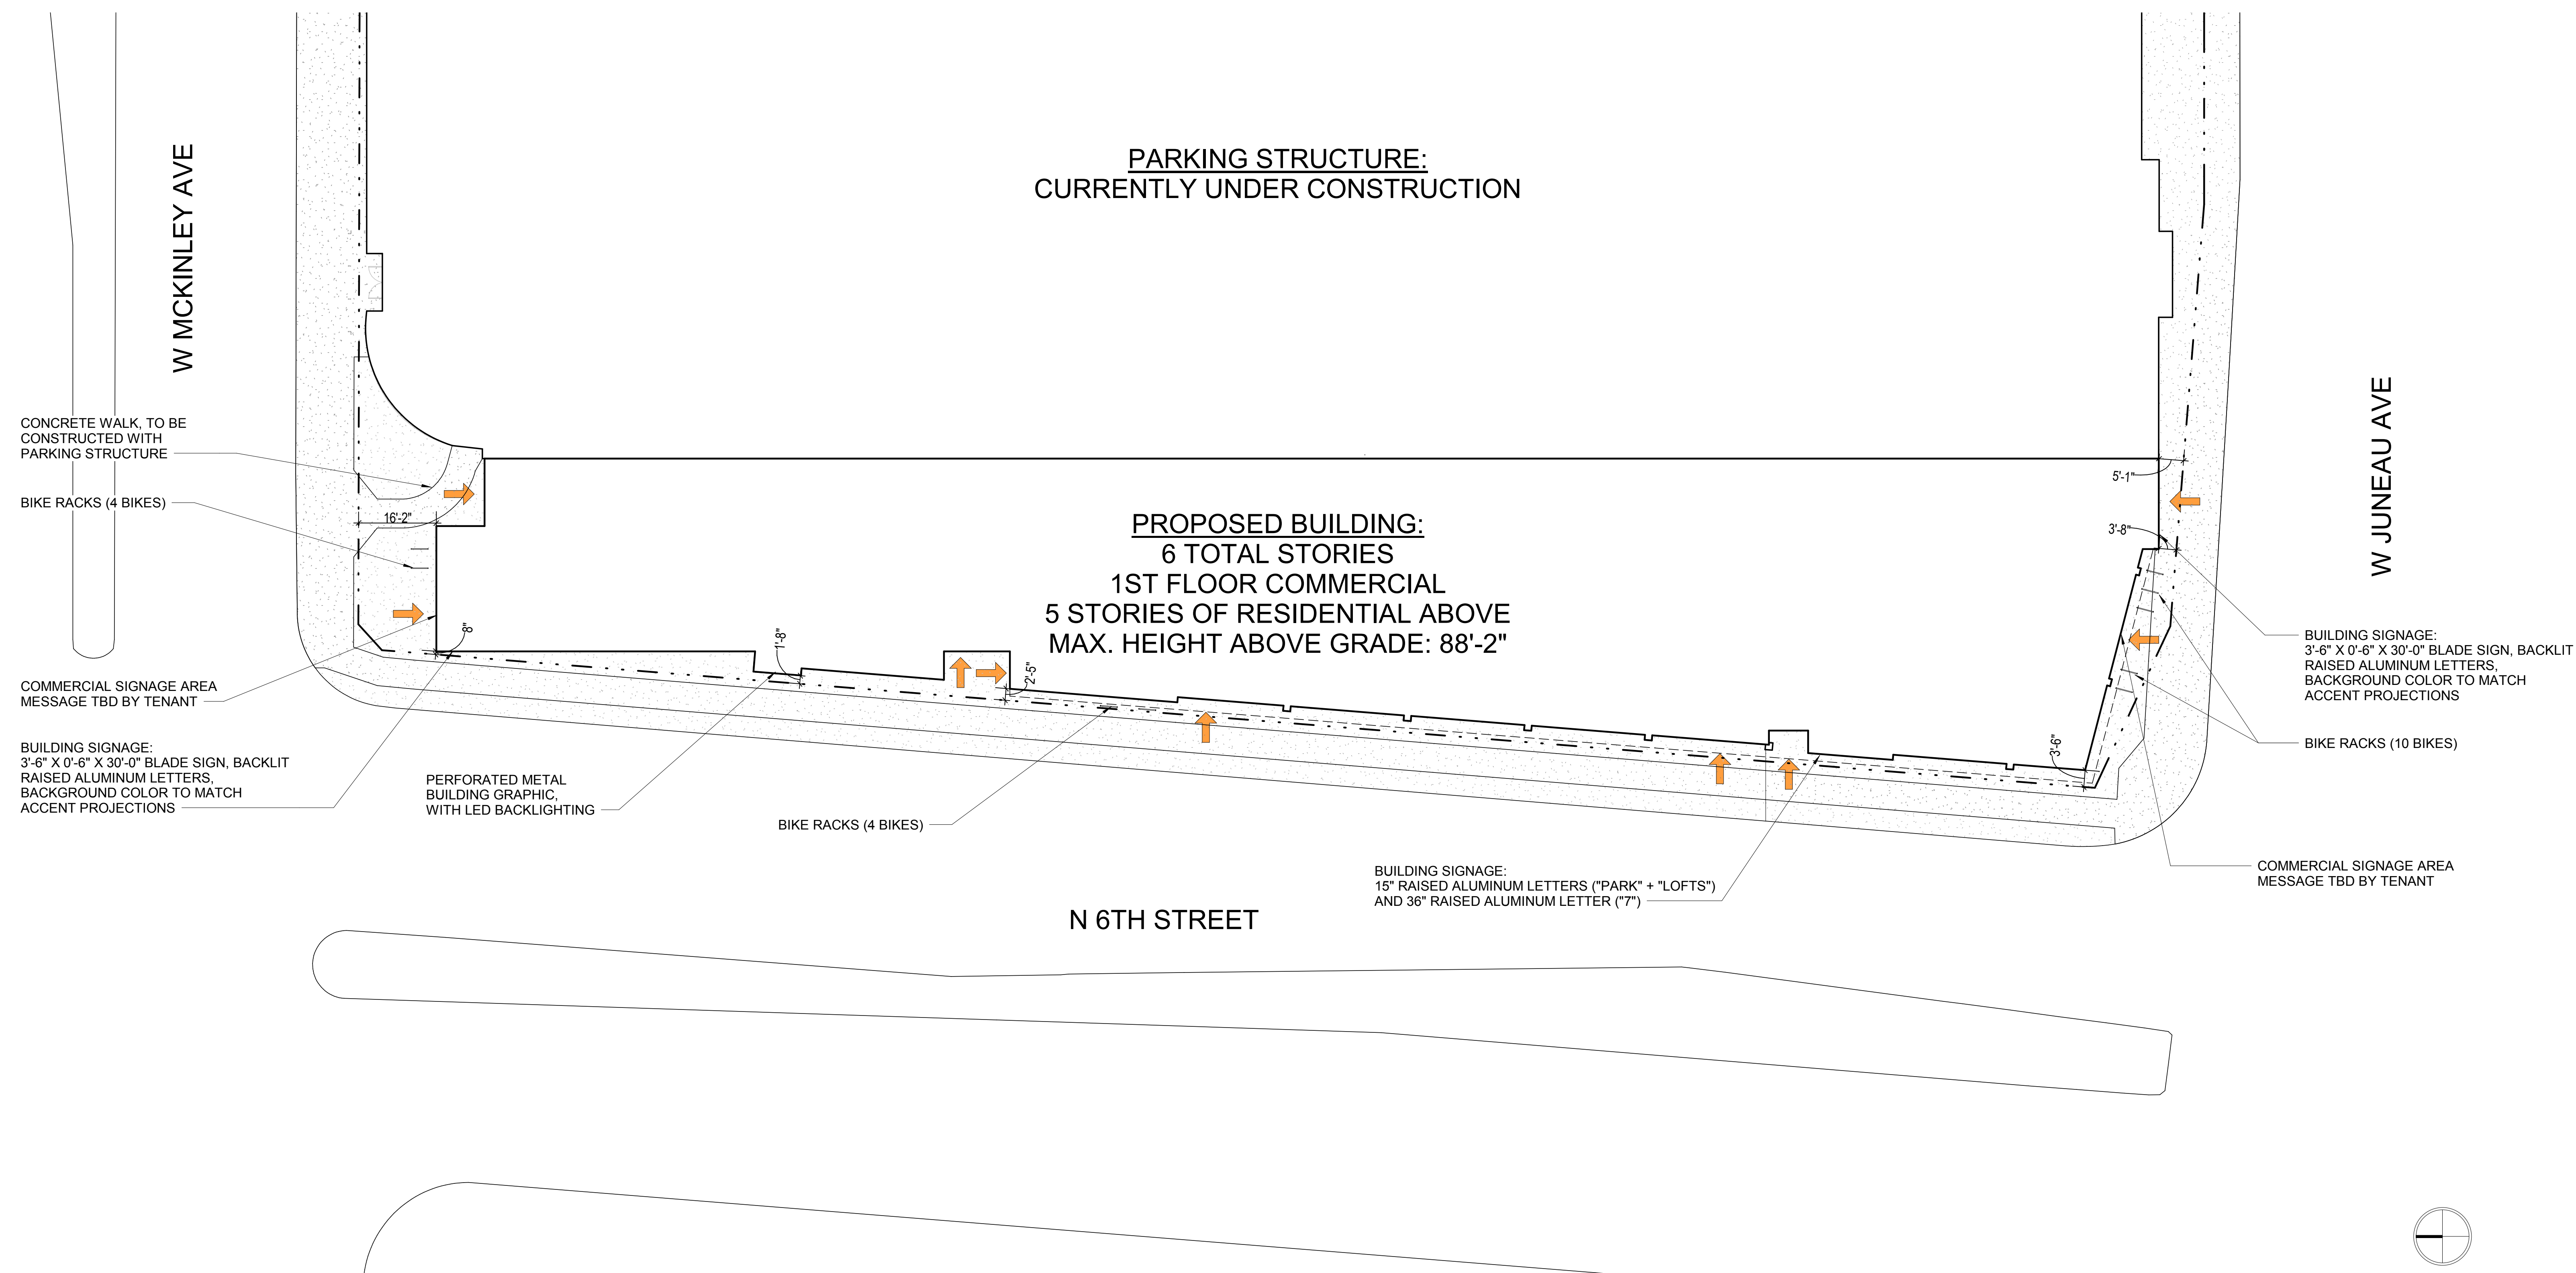 PARKING STRUCTURE:
CURRENTLY UNDER CONSTRUCTION
W MCKINLEY AVE
W JUNEAU AVE
CONCRETE WALK, TO BE
CONSTRUCTED WITH
PARKING STRUCTURE
BIKE RACKS (4 BIKES)
16'-2"
5'-1"
3'-8"
PROPOSED BUILDING:
6 TOTAL STORIES
1ST FLOOR COMMERCIAL
5 STORIES OF RESIDENTIAL ABOVE
MAX. HEIGHT ABOVE GRADE: 88'-2"
8"
1'-8"
2'-5"
3'-6"
COMMERCIAL SIGNAGE AREA
MESSAGE TBD BY TENANT
BUILDING SIGNAGE:
3'-6" X 0'-6" X 30'-0" BLADE SIGN, BACKLIT
RAISED ALUMINUM LETTERS,
BACKGROUND COLOR TO MATCH
ACCENT PROJECTIONS
PERFORATED METAL
BUILDING GRAPHIC,
WITH LED BACKLIGHTING
BIKE RACKS (4 BIKES)
BUILDING SIGNAGE:
15" RAISED ALUMINUM LETTERS ("PARK" + "LOFTS")
AND 36" RAISED ALUMINUM LETTER ("7")
BUILDING SIGNAGE:
3'-6" X 0'-6" X 30'-0" BLADE SIGN, BACKLIT
RAISED ALUMINUM LETTERS,
BACKGROUND COLOR TO MATCH
ACCENT PROJECTIONS
BIKE RACKS (10 BIKES)
COMMERCIAL SIGNAGE AREA
MESSAGE TBD BY TENANT
N 6TH STREET